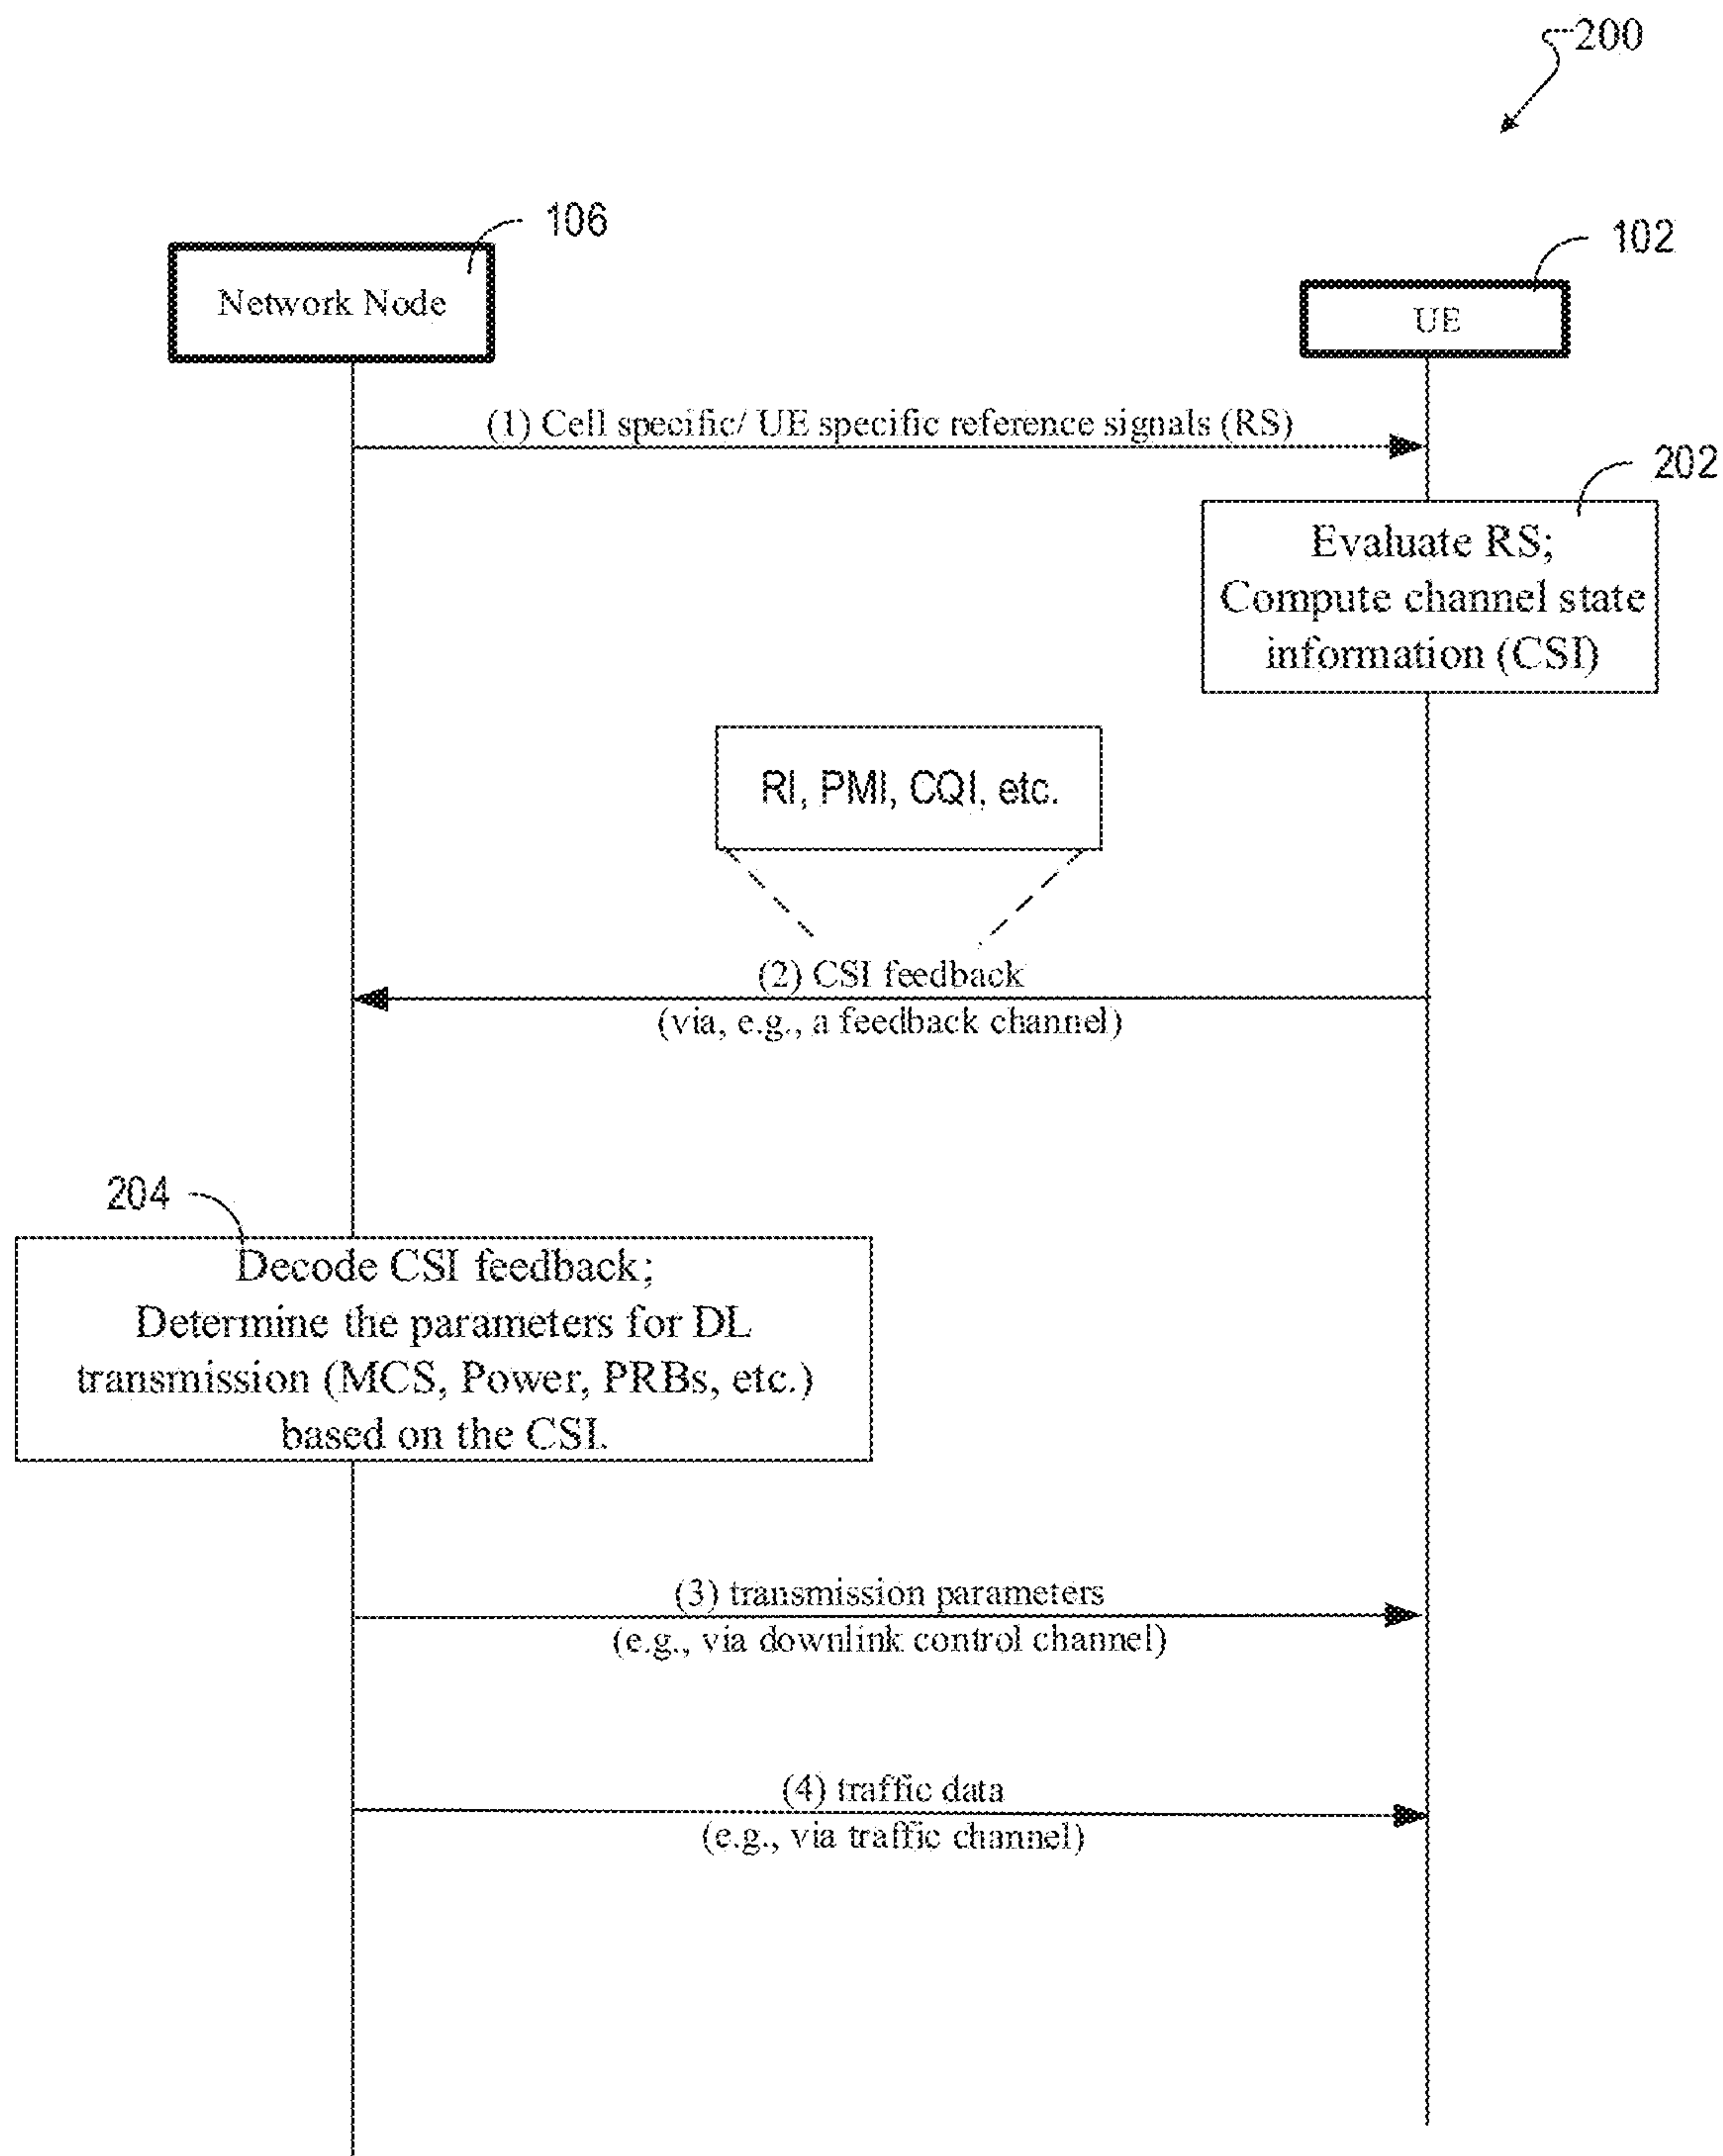 200
106
102
Network Node
UE
(1) Cell specific/ UE specific reference signals (RS)
202
Evaluate RS;
Compute channel state
information (CSI)
RI, PMI, CQI, etc.
(2) CSI feedback
(via, e.g., a feedback channel)
204
Decode CSI feedback;
Determine the parameters for DL
transmission (MCS, Power, PRBs, etc.)
based on the CSI.
(3) transmission parameters
(e.g., via downlink control channel)
(4) traffic data
(e.g., via traffic channel)